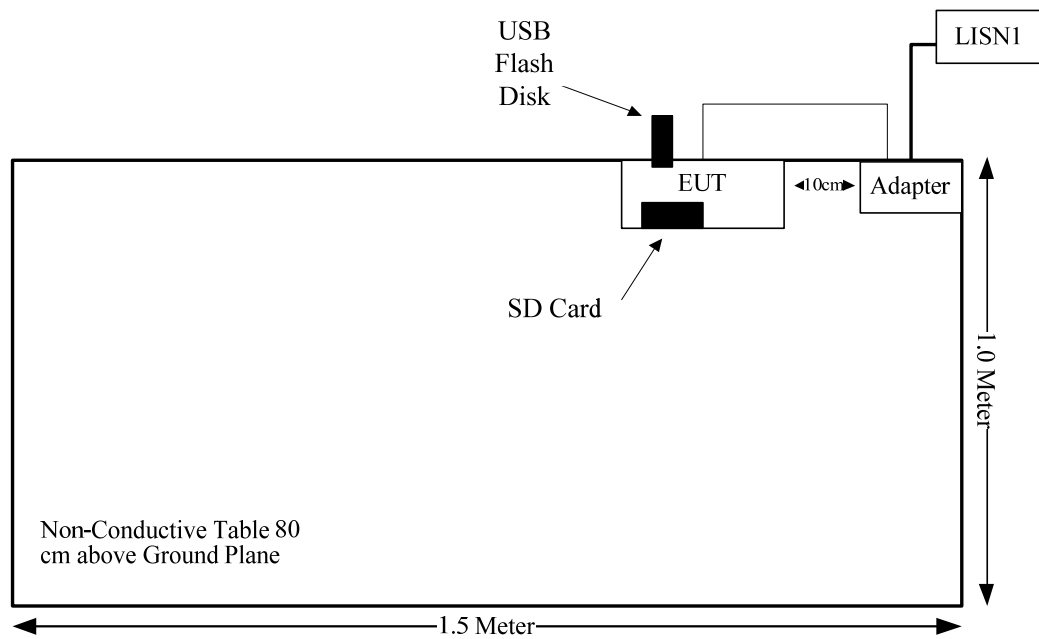 USB
Flash
Disk
LISN1
EUT
10cm
Adapter
SD Card
1.0 Meter
Non-Conductive Table 80
cm above Ground Plane
1.5 Meter